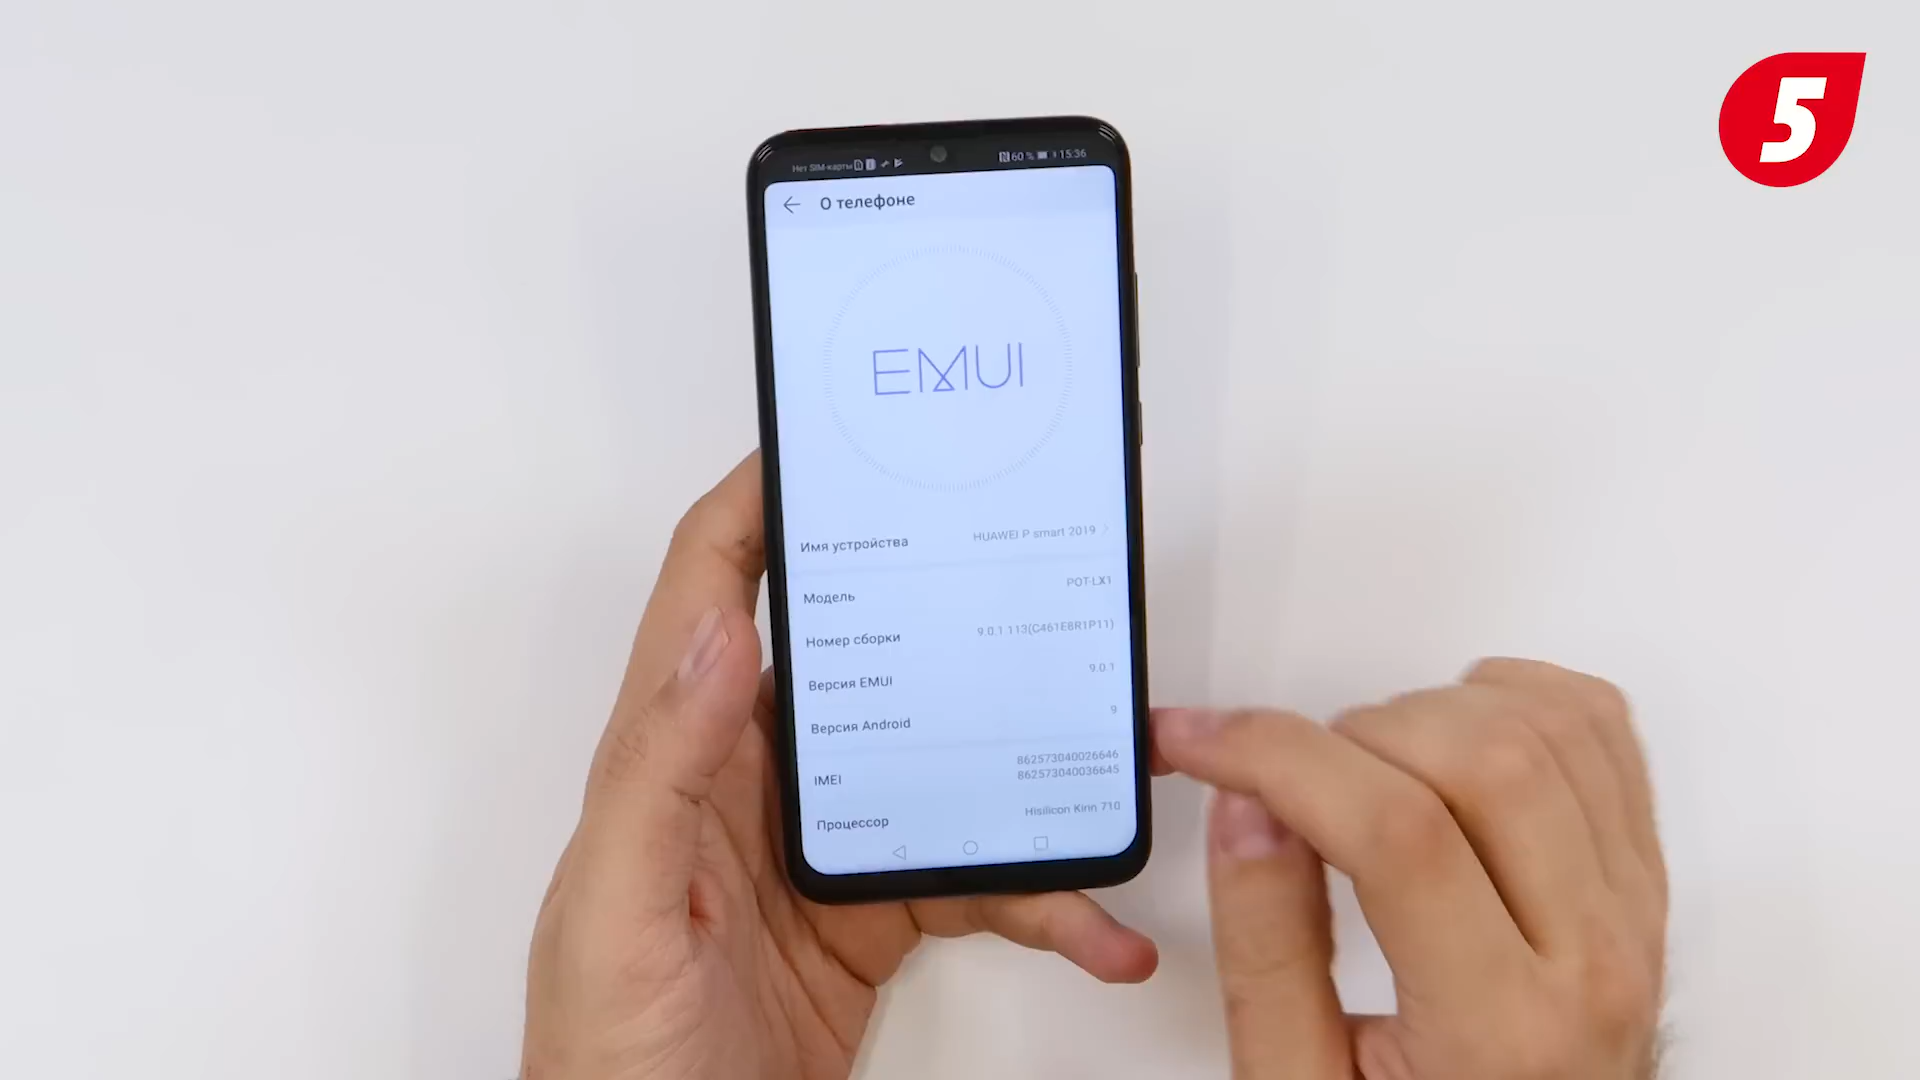 5
Нет SIM-карты 60 % 15:36
О телефоне
EMUI
Имя устройства HUAWEI P smart 2019
Модель POT-LX1
Номер сборки 9.0.1.113(C461E8R1P11)
Версия EMUI 9.0.1
Версия Android 9
IMEI 862573040026646
862573040036645
Процессор Hisilicon Kirin 710